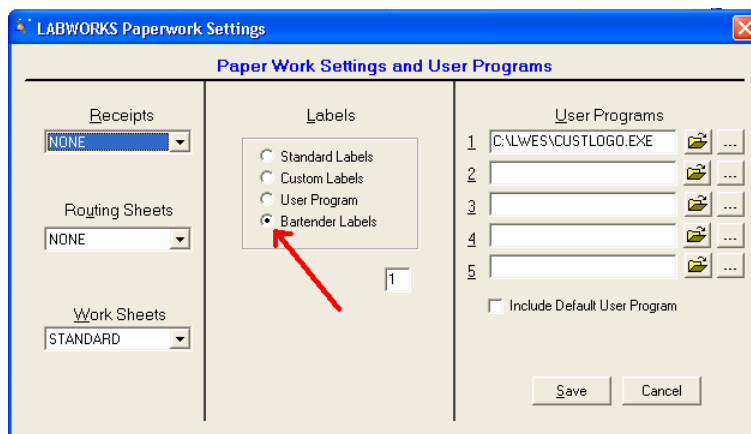 LABWORKS Paperwork Settings
Paper Work Settings and User Programs
Receipts
NONE
Routing Sheets
NONE
Work Sheets
STANDARD
Labels
Standard Labels
Custom Labels
User Program
Bartender Labels
1
User Programs
1 C:\LWES\CUSTLOGO.EXE ...
2 ...
3 ...
4 ...
5 ...
Include Default User Program
Save Cancel